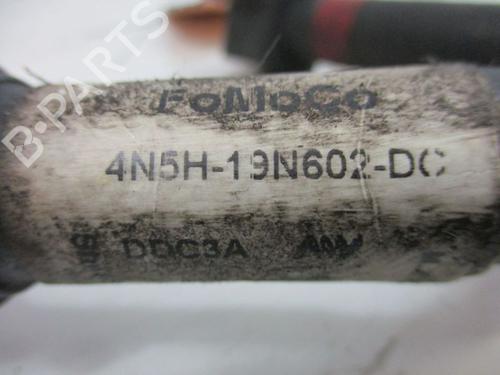 FoMoCo
4N5H-19N602-DC
DDC3A
B-PARTS